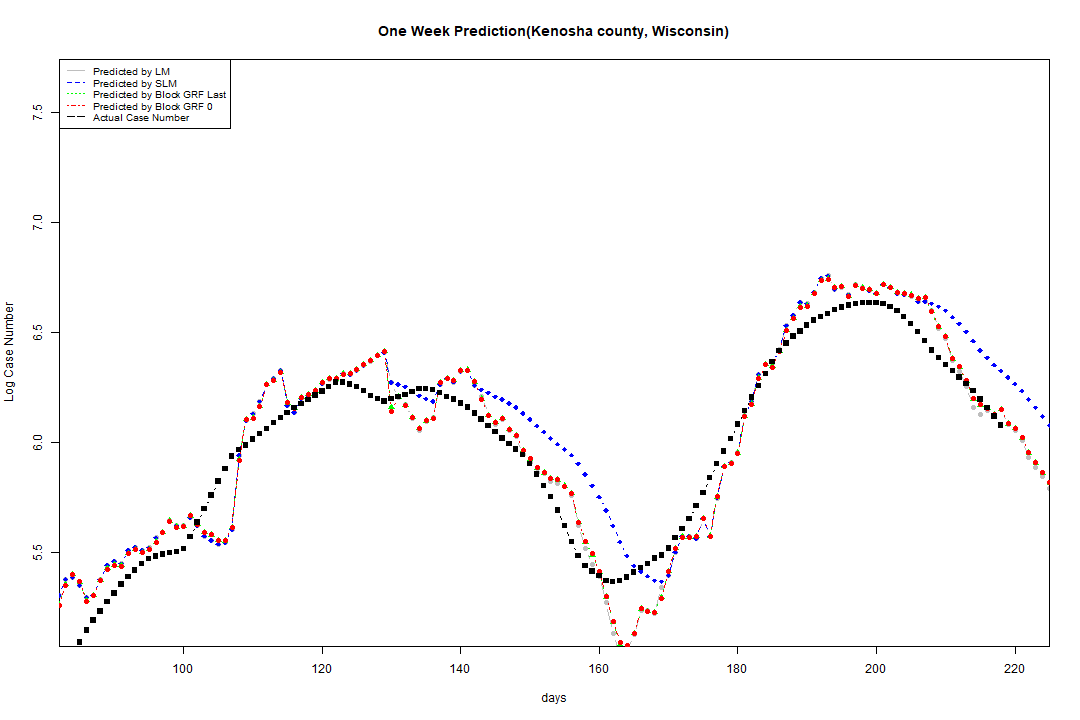 One Week Prediction(Kenosha county, Wisconsin)
Predicted by LM
Predicted by SLM
Predicted by Block GRF Last
Predicted by Block GRF 0
Actual Case Number
7.5
7.0
6.5
6.0
5.5
Log Case Number
100 120 140 160 180 200 220
days